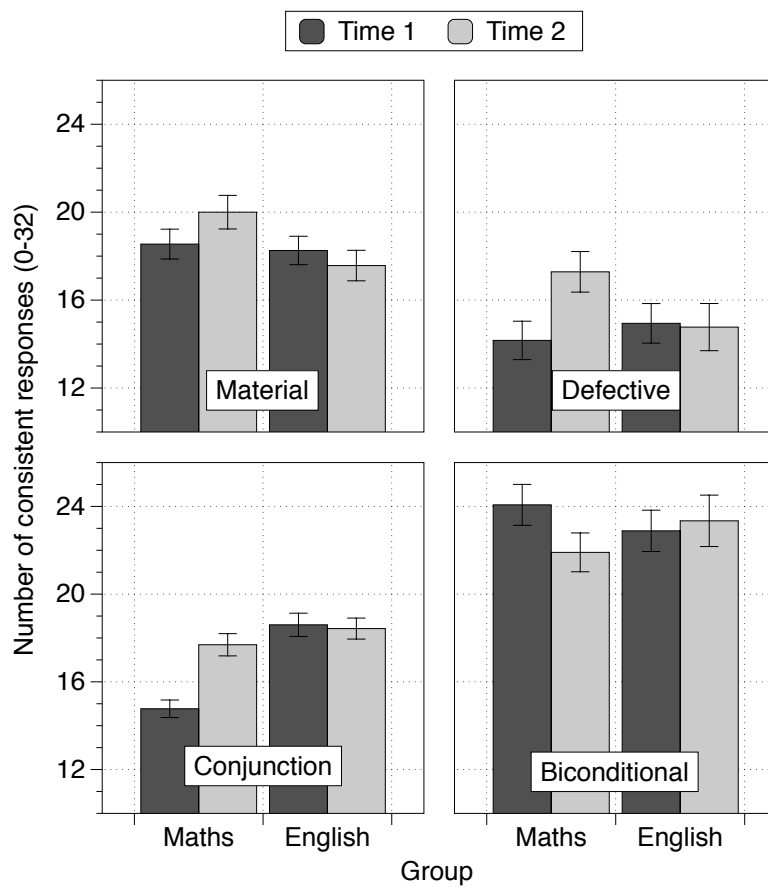 Time 1 Time 2
Number of consistent responses (0-32)
24
20
16
12
Material
Defective
24
20
16
12
Conjunction
Biconditional
Maths English Maths English
Group